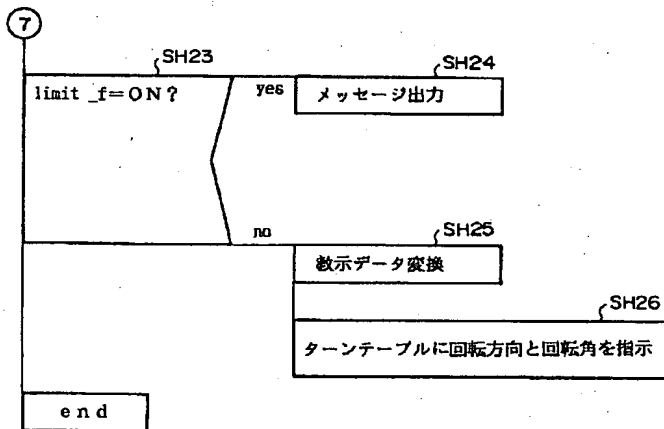 7
SH23
SH24
limit _f=ON?
yes
メッセージ出力
no
SH25
教示データ変換
SH26
ターンテーブルに回転方向と回転角を指示
end